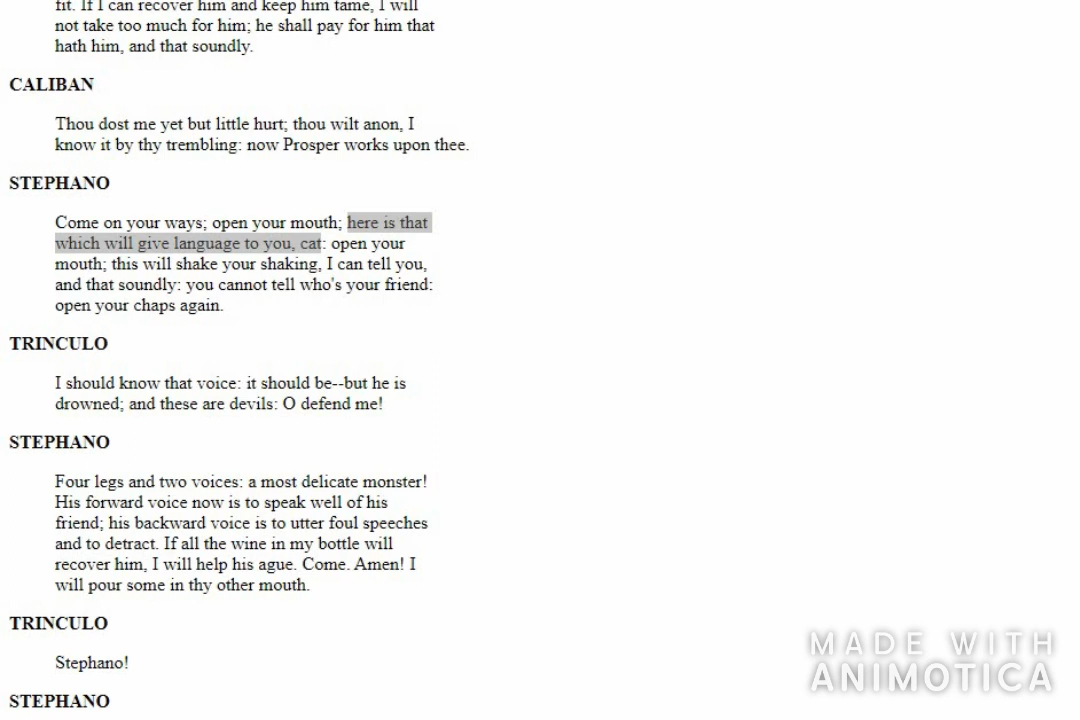 fit. If I can recover him and keep him tame, I will
not take too much for him; he shall pay for him that
hath him, and that soundly.
CALIBAN
Thou dost me yet but little hurt; thou wilt anon, I
know it by thy trembling: now Prosper works upon thee.
STEPHANO
Come on your ways; open your mouth; here is that
which will give language to you, cat: open your
mouth; this will shake your shaking, I can tell you,
and that soundly: you cannot tell who's your friend:
open your chaps again.
TRINCULO
I should know that voice: it should be--but he is
drowned; and these are devils: O defend me!
STEPHANO
Four legs and two voices: a most delicate monster!
His forward voice now is to speak well of his
friend; his backward voice is to utter foul speeches
and to detract. If all the wine in my bottle will
recover him, I will help his ague. Come. Amen! I
will pour some in thy other mouth.
TRINCULO
Stephano!
STEPHANO
MADE WITH
ANIMOTICA